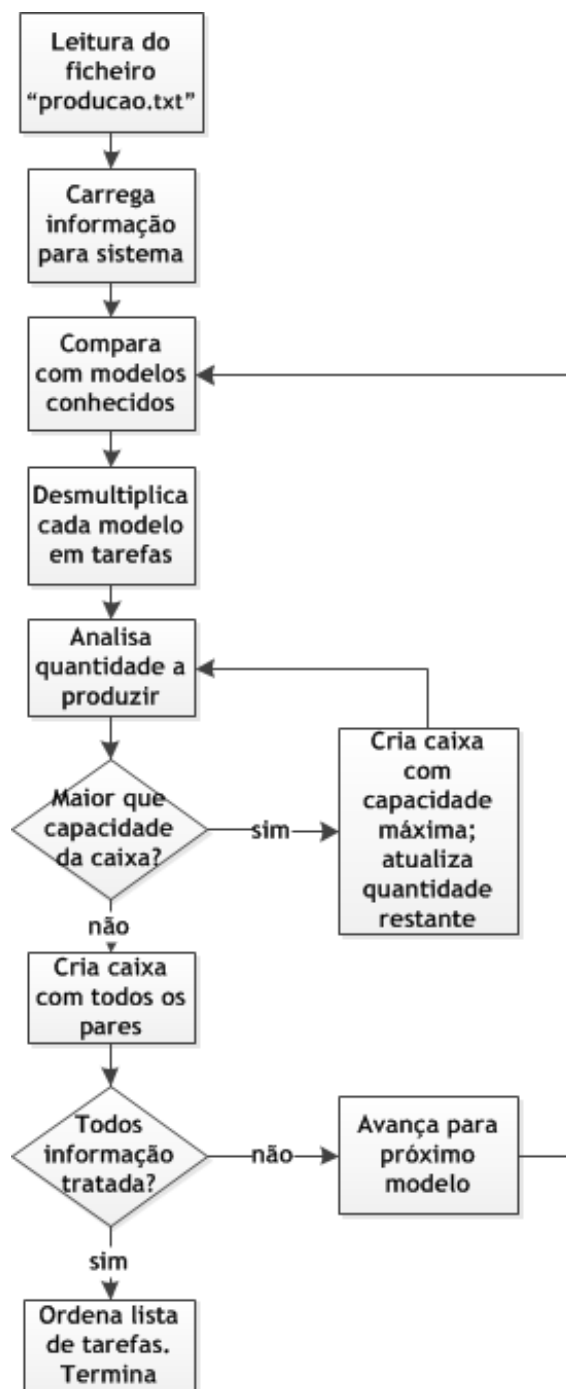 Leitura do
ficheiro
“producao.txt”
Carrega
informação
para sistema
Compara
com modelos
conhecidos
Desmultiplica
cada modelo
em tarefas
Analisa
quantidade a
produzir
Maior que
capacidade
da caixa?
sim
Cria caixa
com
capacidade
máxima;
atualiza
quantidade
restante
não
Cria caixa
com todos os
pares
Todos
informação
tratada?
não
Avança para
próximo
modelo
sim
Ordena lista
de tarefas.
Termina